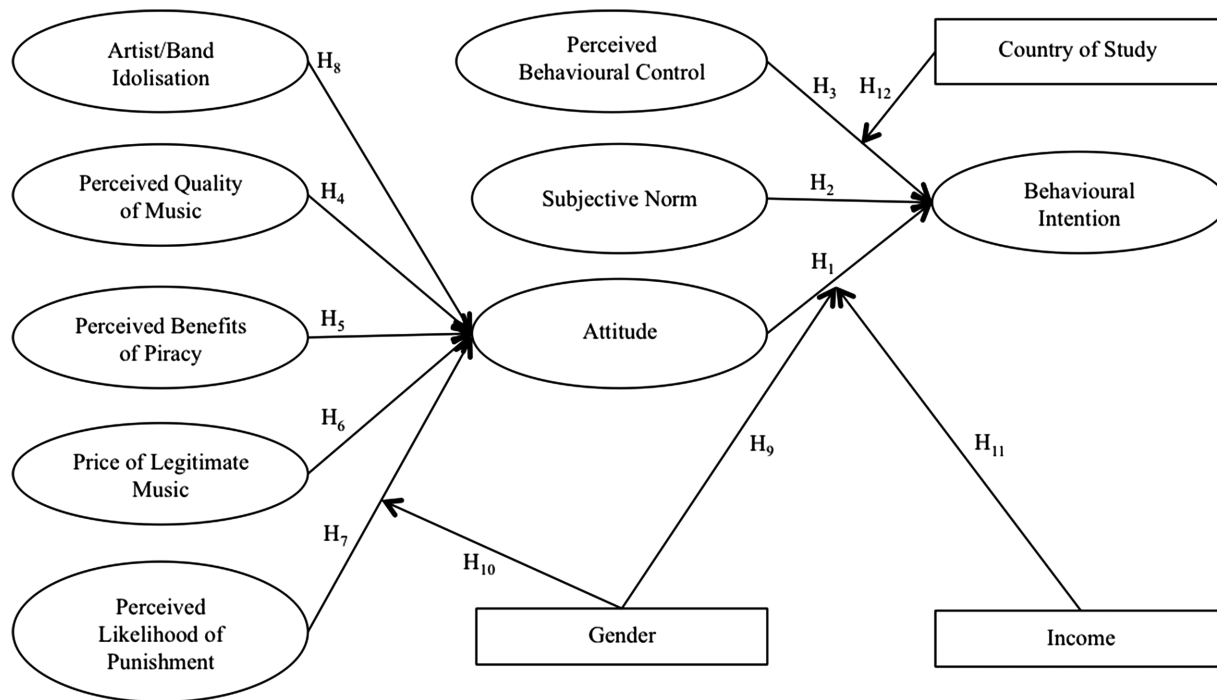 Artist/Band
Idolisation
H8
Perceived
Behavioural Control
H3
H12
Country of Study
Perceived Quality
of Music
H4
Subjective Norm
H2
Behavioural
Intention
H1
Perceived Benefits
of Piracy
H5
Attitude
Price of Legitimate
Music
H6
H9
H11
H7
H10
Perceived
Likelihood of
Punishment
Gender
Income